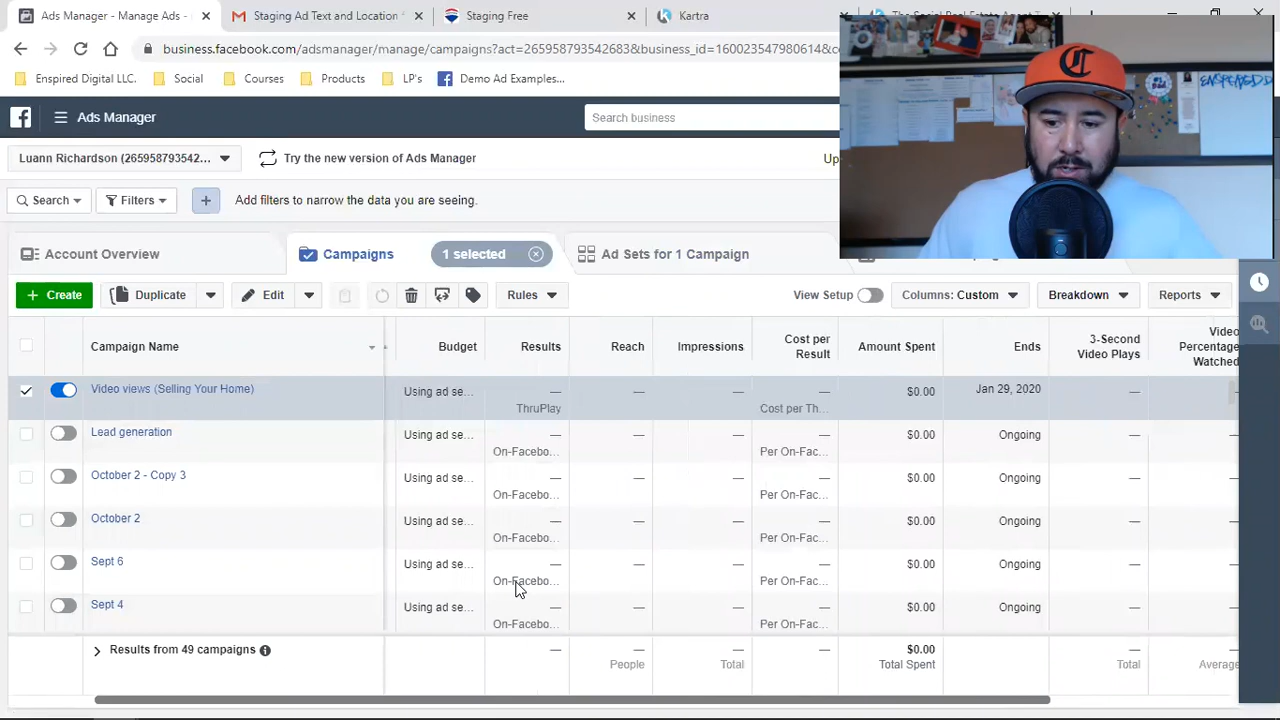 Ads Manager - Manage Ads -
Staging Ad Text and Location
Staging Free
Kartra
business.facebook.com/adsmanager/manage/campaigns?act=265958793542683&business_id=160023547980614&c
Enspired Digital LLC.
Social
Courses
Products
LP's
Demo Ad Examples...
Ads Manager
Search business
Luann Richardson (26595879354...
Try the new version of Ads Manager
Search
Filters
Add filters to narrow the data you are seeing.
Account Overview
Campaigns
1 selected
Ad Sets for 1 Campaign
Create
Duplicate
Edit
Rules
View Setup
Columns: Custom
Breakdown
Reports
Campaign Name
Budget
Results
Reach
Impressions
Cost per Result
Amount Spent
Ends
3-Second Video Plays
Video Percentage Watched
Video views (Selling Your Home)
Using ad se...
—
—
—
—
$0.00
Jan 29, 2020
—
ThruPlay
Cost per Th...
Lead generation
Using ad se...
—
—
—
—
$0.00
Ongoing
—
—
On-Facebo...
Per On-Fac...
October 2 - Copy 3
Using ad se...
—
—
—
—
$0.00
Ongoing
—
—
On-Facebo...
Per On-Fac...
October 2
Using ad se...
—
—
—
—
$0.00
Ongoing
—
—
On-Facebo...
Per On-Fac...
Sept 6
Using ad se...
—
—
—
—
$0.00
Ongoing
—
—
On-Facebo...
Per On-Fac...
Sept 4
Using ad se...
—
—
—
—
$0.00
Ongoing
—
—
On-Facebo...
Per On-Fac...
Results from 49 campaigns
—
—
—
—
$0.00
—
—
People
Total
Total Spent
Total
Average